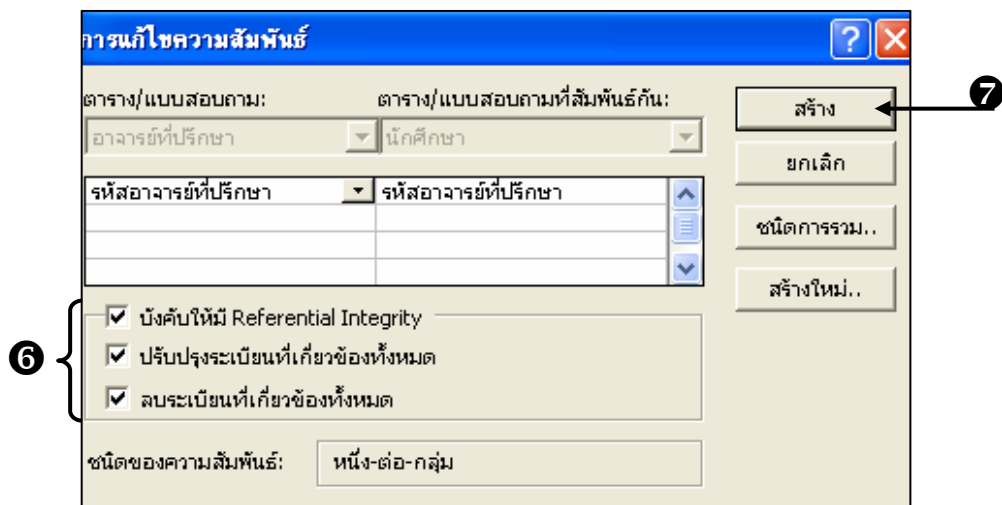 การแก้ไขความสัมพันธ์
ตาราง/แบบสอบถาม: ตาราง/แบบสอบถามที่สัมพันธ์กัน:
อาจารย์ที่ปรึกษา นักศึกษา
รหัสอาจารย์ที่ปรึกษา รหัสอาจารย์ที่ปรึกษา
❻
บังคับให้มี Referential Integrity
ปรับปรุงระเบียนที่เกี่ยวข้องทั้งหมด
ลบระเบียนที่เกี่ยวข้องทั้งหมด
ชนิดของความสัมพันธ์: หนึ่ง-ต่อ-กลุ่ม
สร้าง ❼
ยกเลิก
ชนิดการรวม..
สร้างใหม่..